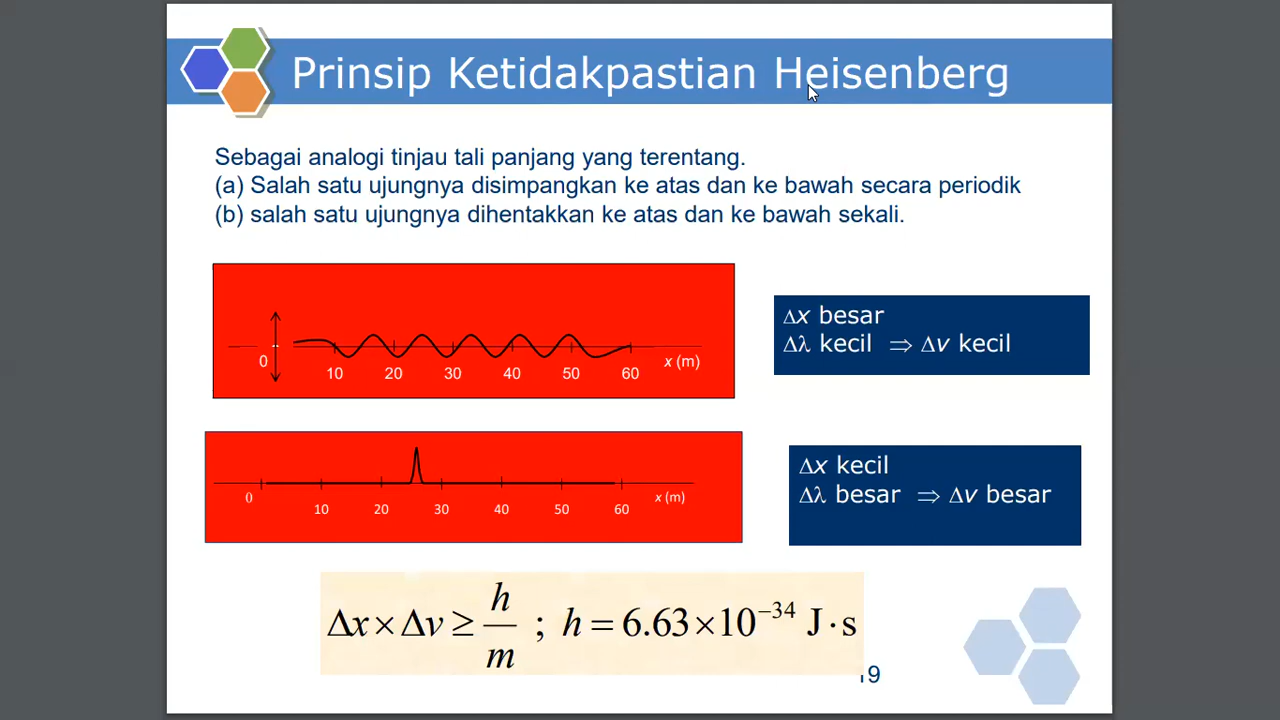 Prinsip Ketidakpastian Heisenberg
Sebagai analogi tinjau tali panjang yang terentang.
(a) Salah satu ujungnya disimpangkan ke atas dan ke bawah secara periodik
(b) salah satu ujungnya dihentakkan ke atas dan ke bawah sekali.
0 10 20 30 40 50 60 x (m)
Δx besar
Δλ kecil ⇒ Δv kecil
0 10 20 30 40 50 60 x (m)
Δx kecil
Δλ besar ⇒ Δv besar
Δx × Δv ≥ h/m ; h = 6.63×10⁻³⁴ J·s
19